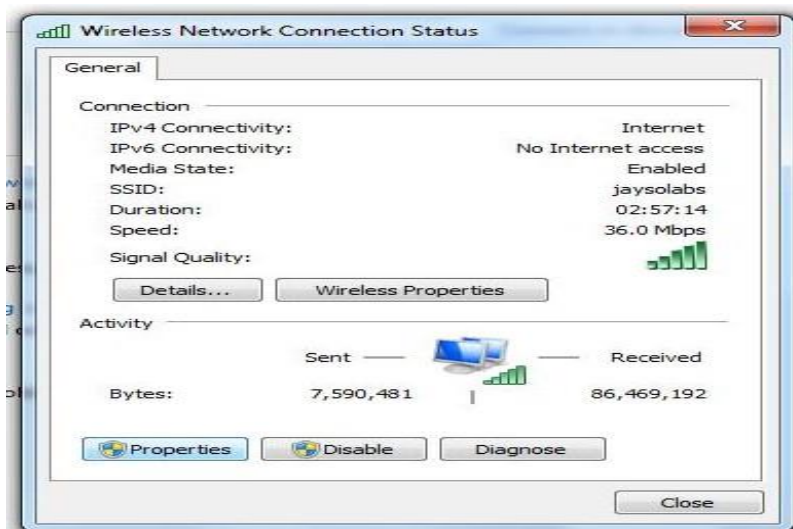 Wireless Network Connection Status
General
Connection
IPv4 Connectivity: Internet
IPv6 Connectivity: No Internet access
Media State: Enabled
SSID: jaysolabs
Duration: 02:57:14
Speed: 36.0 Mbps
Signal Quality:
Details... Wireless Properties
Activity
Sent Received
Bytes: 7,590,481 86,469,192
Properties Disable Diagnose
Close